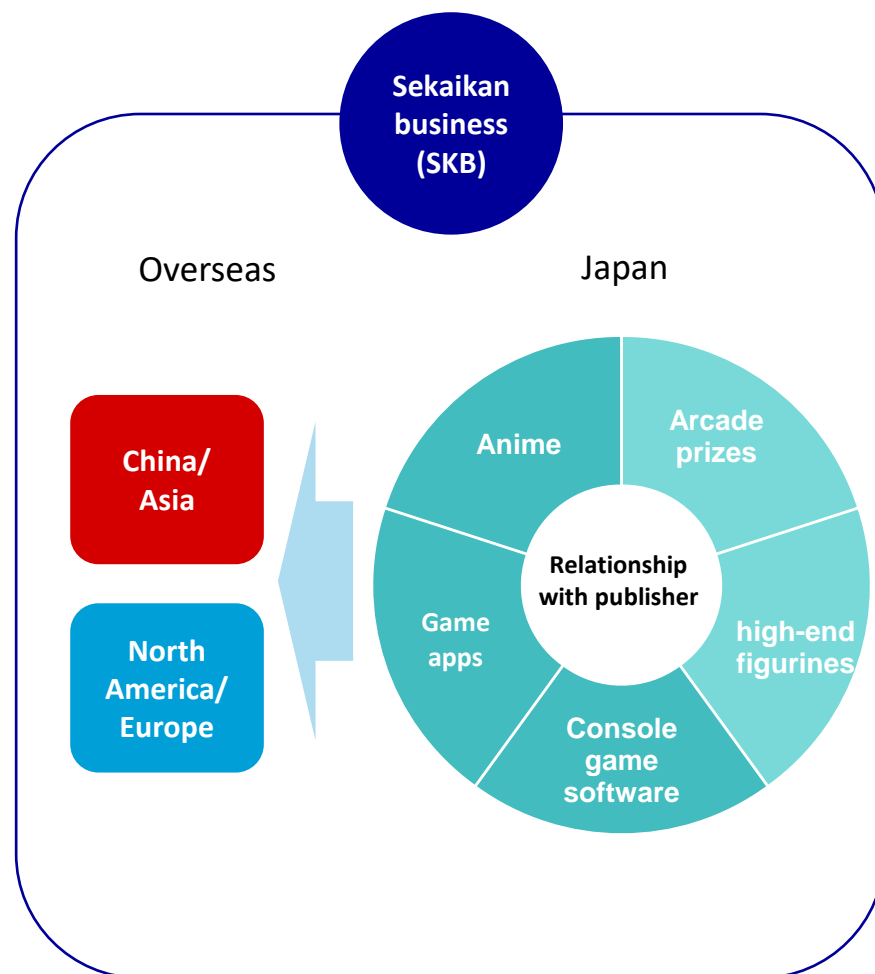 Sekaikan
business
(SKB)
Overseas
Japan
China/
Asia
North
America/
Europe
Anime
Arcade
prizes
Relationship
with publisher
Game
apps
high-end
figurines
Console
game
software